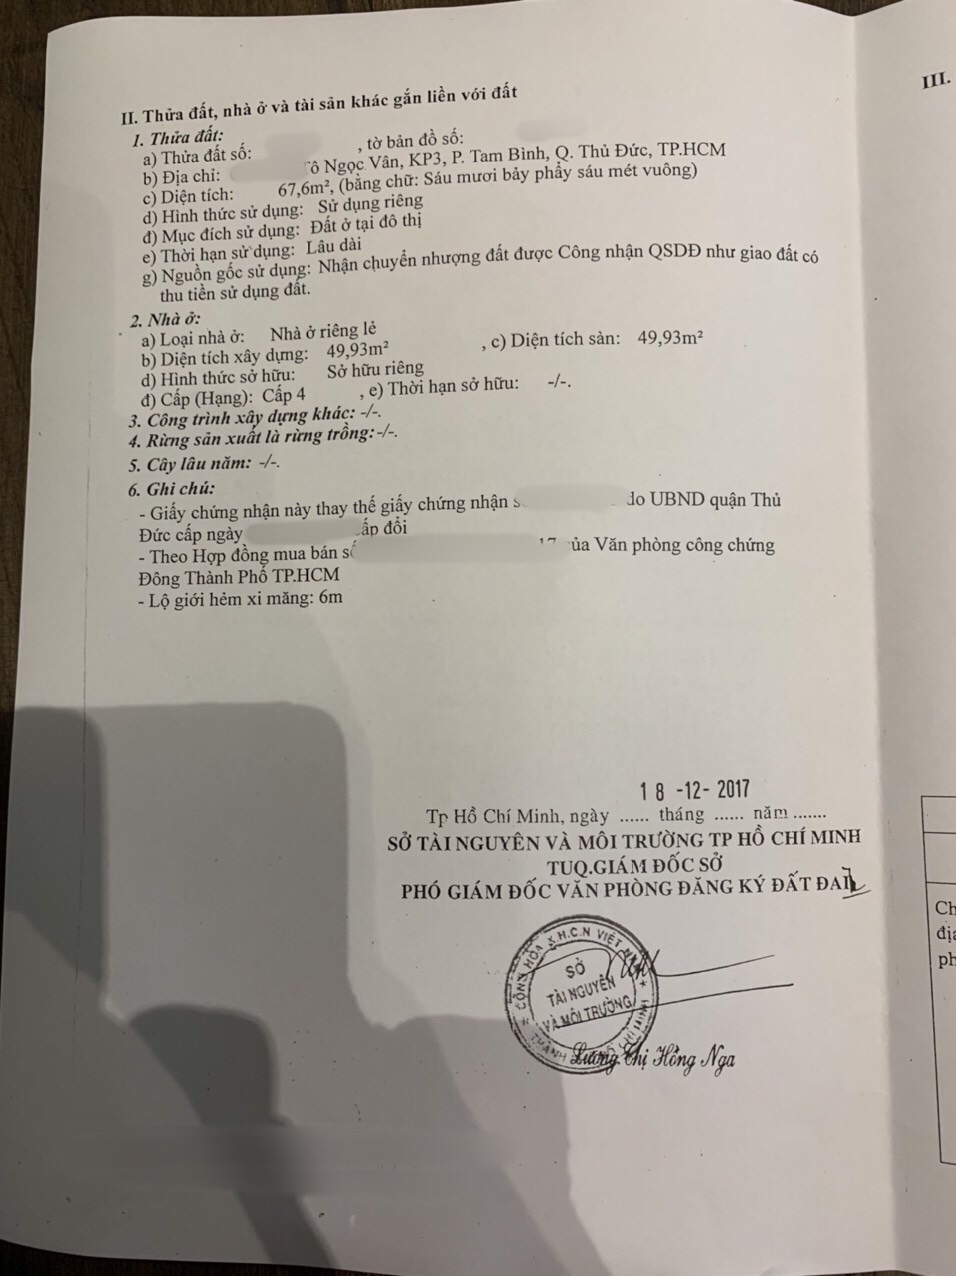 II. Thửa đất, nhà ở và tài sản khác gắn liền với đất
1. Thửa đất:
a) Thửa đất số: , tờ bản đồ số:
b) Địa chỉ: Ngọc Vân, KP3, P. Tam Bình, Q. Thủ Đức, TP.HCM
c) Diện tích: 67,6m², (bằng chữ: Sáu mươi bảy phẩy sáu mét vuông)
d) Hình thức sử dụng: Sử dụng riêng
đ) Mục đích sử dụng: Đất ở tại đô thị
e) Thời hạn sử dụng: Lâu dài
g) Nguồn gốc sử dụng: Nhận chuyển nhượng đất được Công nhận QSDĐ như giao đất có
thu tiền sử dụng đất.
2. Nhà ở:
a) Loại nhà ở: Nhà ở riêng lẻ
b) Diện tích xây dựng: 49,93m² , c) Diện tích sàn: 49,93m²
d) Hình thức sở hữu: Sở hữu riêng
đ) Cấp (Hạng): Cấp 4 , e) Thời hạn sở hữu: -/-.
3. Công trình xây dựng khác: -/-.
4. Rừng sản xuất là rừng trồng: -/-.
5. Cây lâu năm: -/-.
6. Ghi chú:
- Giấy chứng nhận này thay thế giấy chứng nhận do UBND quận Thủ
Đức cấp ngày đổi
- Theo Hợp đồng mua bán của Văn phòng công chứng
Đông Thành Phố TP.HCM
- Lộ giới hẻm xi măng: 6m
18 -12- 2017
Tp Hồ Chí Minh, ngày ...... tháng ...... năm .......
SỞ TÀI NGUYÊN VÀ MÔI TRƯỜNG TP HỒ CHÍ MINH
TUQ.GIÁM ĐỐC SỞ
PHÓ GIÁM ĐỐC VĂN PHÒNG ĐĂNG KÝ ĐẤT ĐAI
CỘNG HÒA X.H.C.N VIỆT NAM
SỞ
TÀI NGUYÊN
VÀ MÔI TRƯỜNG
Lương Thị Hồng Nga
III.
Ch
địa
ph